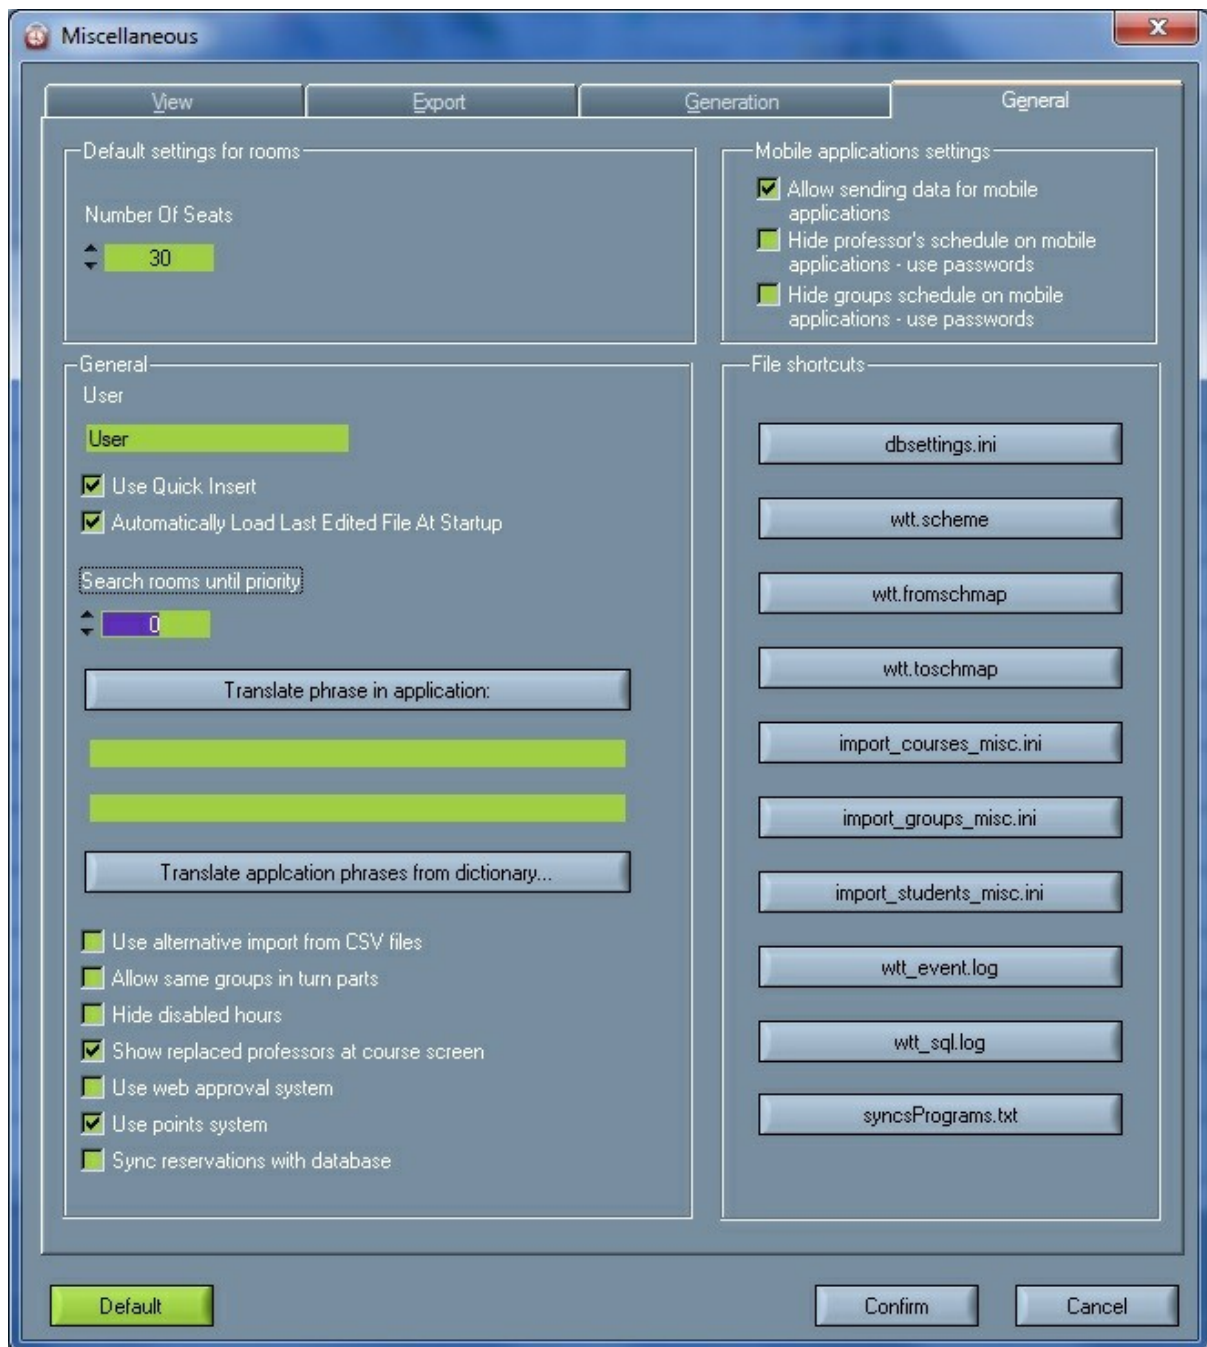 Miscellaneous
View
Export
Generation
General
Default settings for rooms
Number Of Seats
30
Mobile applications settings
Allow sending data for mobile
applications
Hide professor's schedule on mobile
applications - use passwords
Hide groups schedule on mobile
applications - use passwords
General
User
User
Use Quick Insert
Automatically Load Last Edited File At Startup
Search rooms until priority
0
Translate phrase in application:
Translate applcation phrases from dictionary...
Use alternative import from CSV files
Allow same groups in turn parts
Hide disabled hours
Show replaced professors at course screen
Use web approval system
Use points system
Sync reservations with database
File shortcuts
dbsettings.ini
wtt.scheme
wtt.fromschmap
wtt.toschmap
import_courses_misc.ini
import_groups_misc.ini
import_students_misc.ini
wtt_event.log
wtt_sql.log
syncsPrograms.txt
Default
Confirm
Cancel